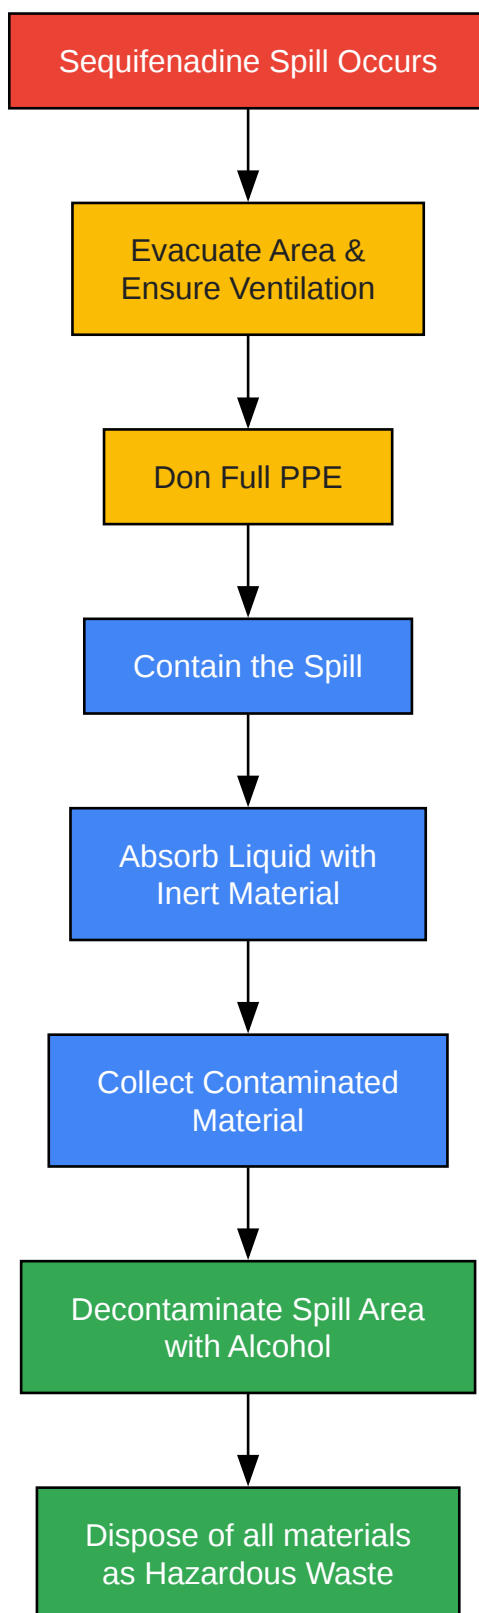 Sequifenadine Spill Occurs
Evacuate Area &
Ensure Ventilation
Don Full PPE
Contain the Spill
Absorb Liquid with
Inert Material
Collect Contaminated
Material
Decontaminate Spill Area
with Alcohol
Dispose of all materials
as Hazardous Waste